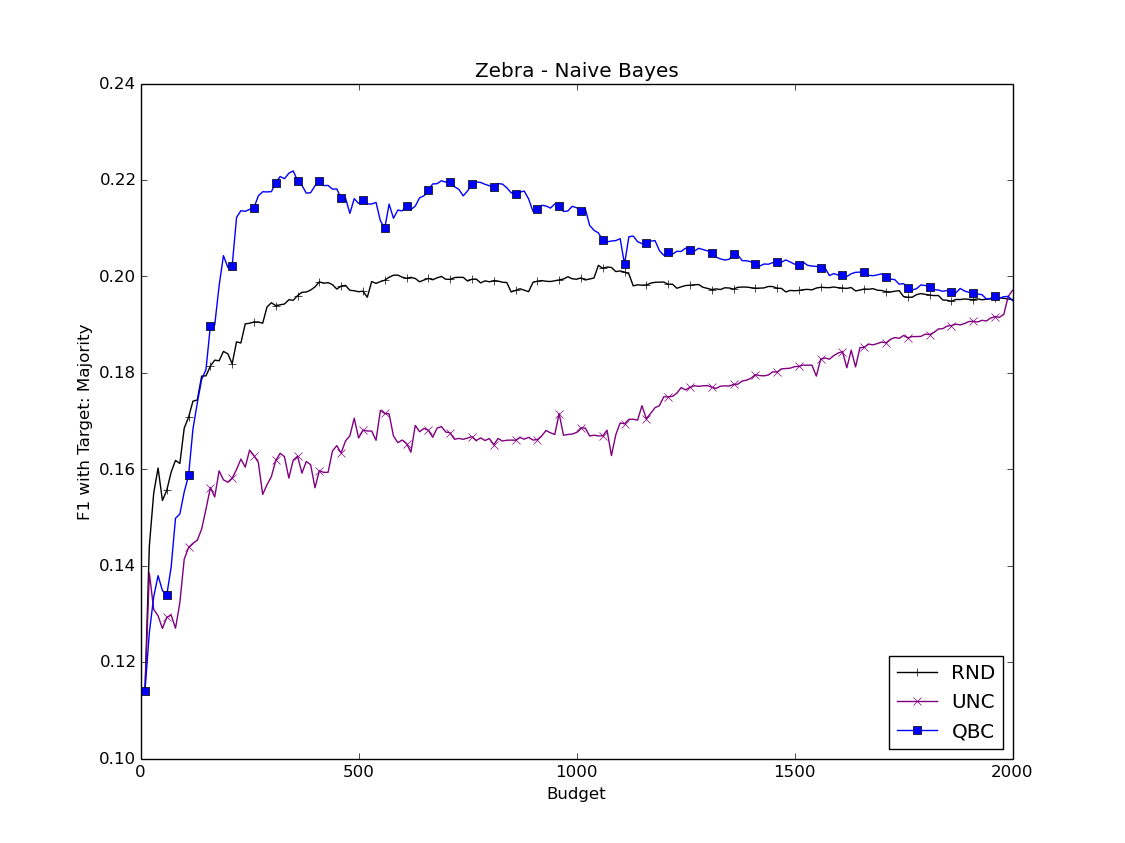 Zebra - Naive Bayes
0.24
0.22
0.20
0.18
0.16
0.14
0.12
0.10
F1 with Target: Majority
RND
UNC
QBC
0 500 1000 1500 2000
Budget